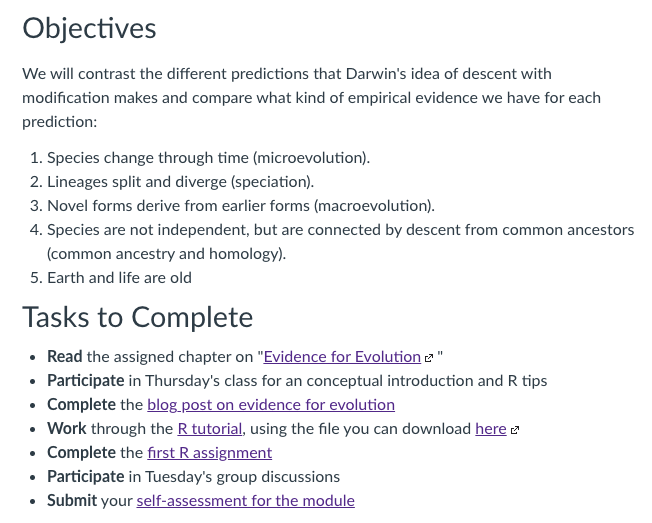 Objectives
We will contrast the different predictions that Darwin's idea of descent with
modification makes and compare what kind of empirical evidence we have for each
prediction:
1. Species change through time (microevolution).
2. Lineages split and diverge (speciation).
3. Novel forms derive from earlier forms (macroevolution).
4. Species are not independent, but are connected by descent from common ancestors
(common ancestry and homology).
5. Earth and life are old
Tasks to Complete
• Read the assigned chapter on "Evidence for Evolution "
• Participate in Thursday's class for an conceptual introduction and R tips
• Complete the blog post on evidence for evolution
• Work through the R tutorial, using the file you can download here
• Complete the first R assignment
• Participate in Tuesday's group discussions
• Submit your self-assessment for the module